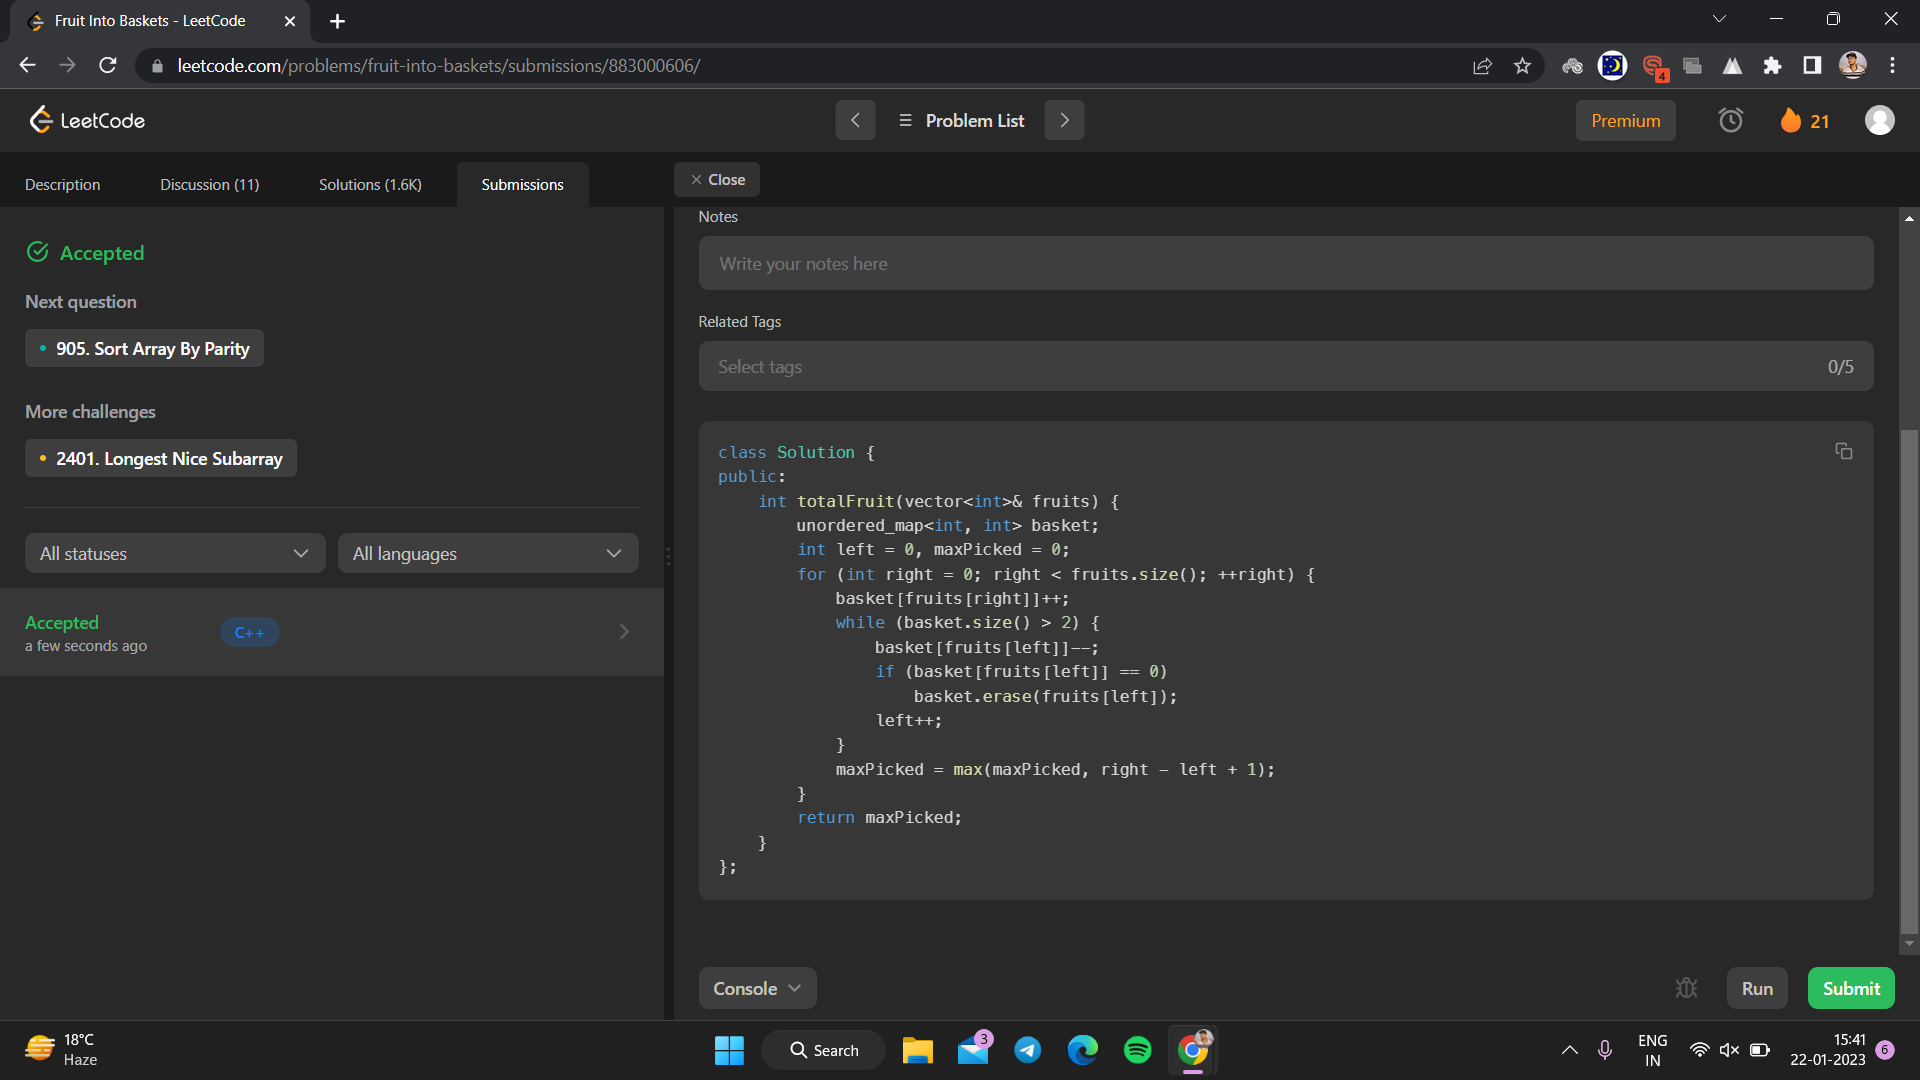 Fruit Into Baskets - LeetCode
leetcode.com/problems/fruit-into-baskets/submissions/883000606/
4
LeetCode
Problem List
Premium
21
Description
Discussion (11)
Solutions (1.6K)
Submissions
Close
Accepted
Next question
905. Sort Array By Parity
More challenges
2401. Longest Nice Subarray
All statuses
All languages
Accepted
a few seconds ago
C++
Notes
Write your notes here
Related Tags
Select tags
0/5
class Solution {
public:
    int totalFruit(vector<int>& fruits) {
        unordered_map<int, int> basket;
        int left = 0, maxPicked = 0;
        for (int right = 0; right < fruits.size(); ++right) {
            basket[fruits[right]]++;
            while (basket.size() > 2) {
                basket[fruits[left]]--;
                if (basket[fruits[left]] == 0)
                    basket.erase(fruits[left]);
                left++;
            }
            maxPicked = max(maxPicked, right - left + 1);
        }
        return maxPicked;
    }
};
Console
Run
Submit
18°C
Haze
Search
3
ENG
IN
15:41
22-01-2023
6